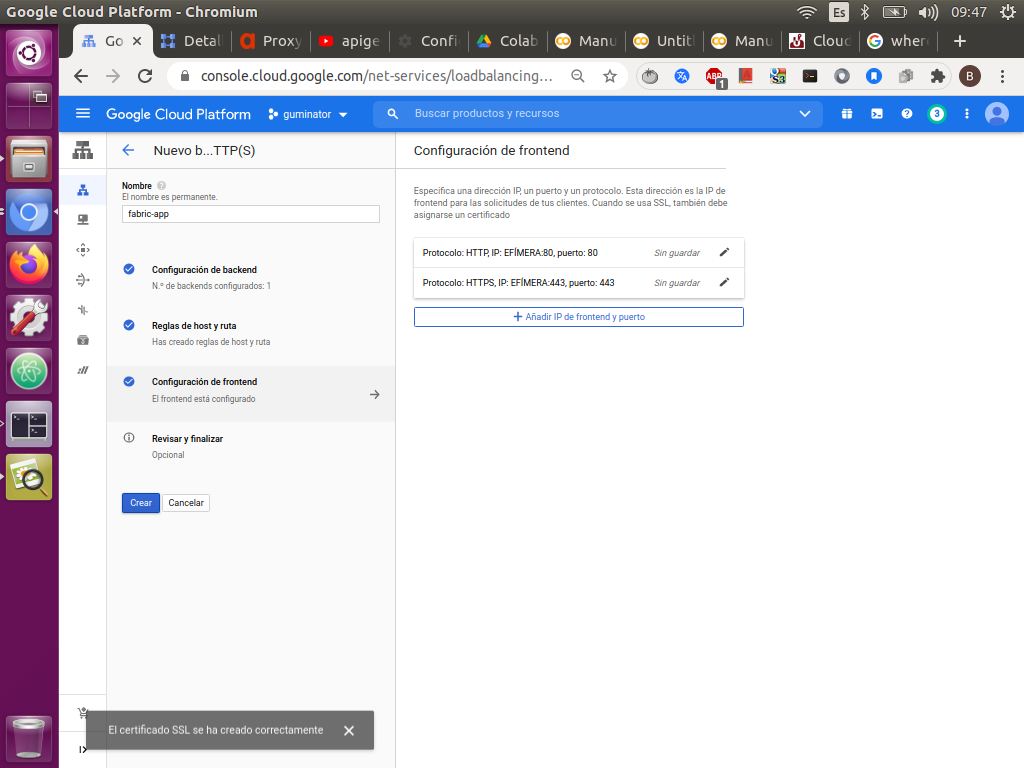 Google Cloud Platform - Chromium
Es
09:47
Go
Detai
Proxy
apige
Confi
Colab
Manu
Untitl
Manu
Cloud
wher
console.cloud.google.com/net-services/loadbalancing...
ABP
1
S3
B
Google Cloud Platform
guminator
Buscar productos y recursos
3
Nuevo b...TTP(S)
Configuración de frontend
Nombre
El nombre es permanente.
fabric-app
Especifica una dirección IP, un puerto y un protocolo. Esta dirección es la IP de
frontend para las solicitudes de tus clientes. Cuando se usa SSL, también debe
asignarse un certificado
Protocolo: HTTP, IP: EFÍMERA:80, puerto: 80
Sin guardar
Protocolo: HTTPS, IP: EFÍMERA:443, puerto: 443
Sin guardar
Añadir IP de frontend y puerto
Configuración de backend
N.º de backends configurados: 1
Reglas de host y ruta
Has creado reglas de host y ruta
Configuración de frontend
El frontend está configurado
Revisar y finalizar
Opcional
Crear
Cancelar
El certificado SSL se ha creado correctamente